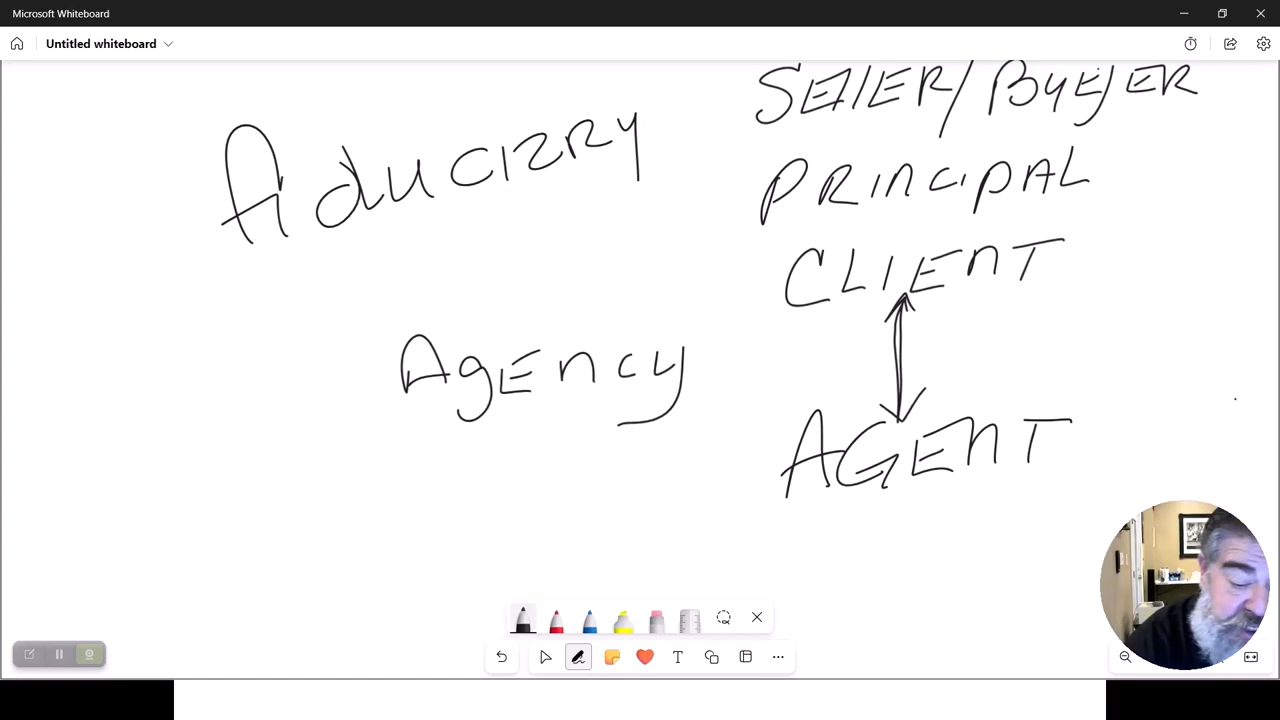 Microsoft Whiteboard
Untitled whiteboard
SELLER/BUYER
Fiduciary
PRINCIPAL
CLIENT
Agency
AGENT